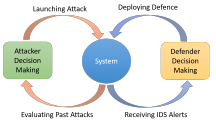 Launching Attack
Deploying Defence
Attacker
Decision
Making
System
Defender
Decision
Making
Evaluating Past Attacks
Receiving IDS Alerts